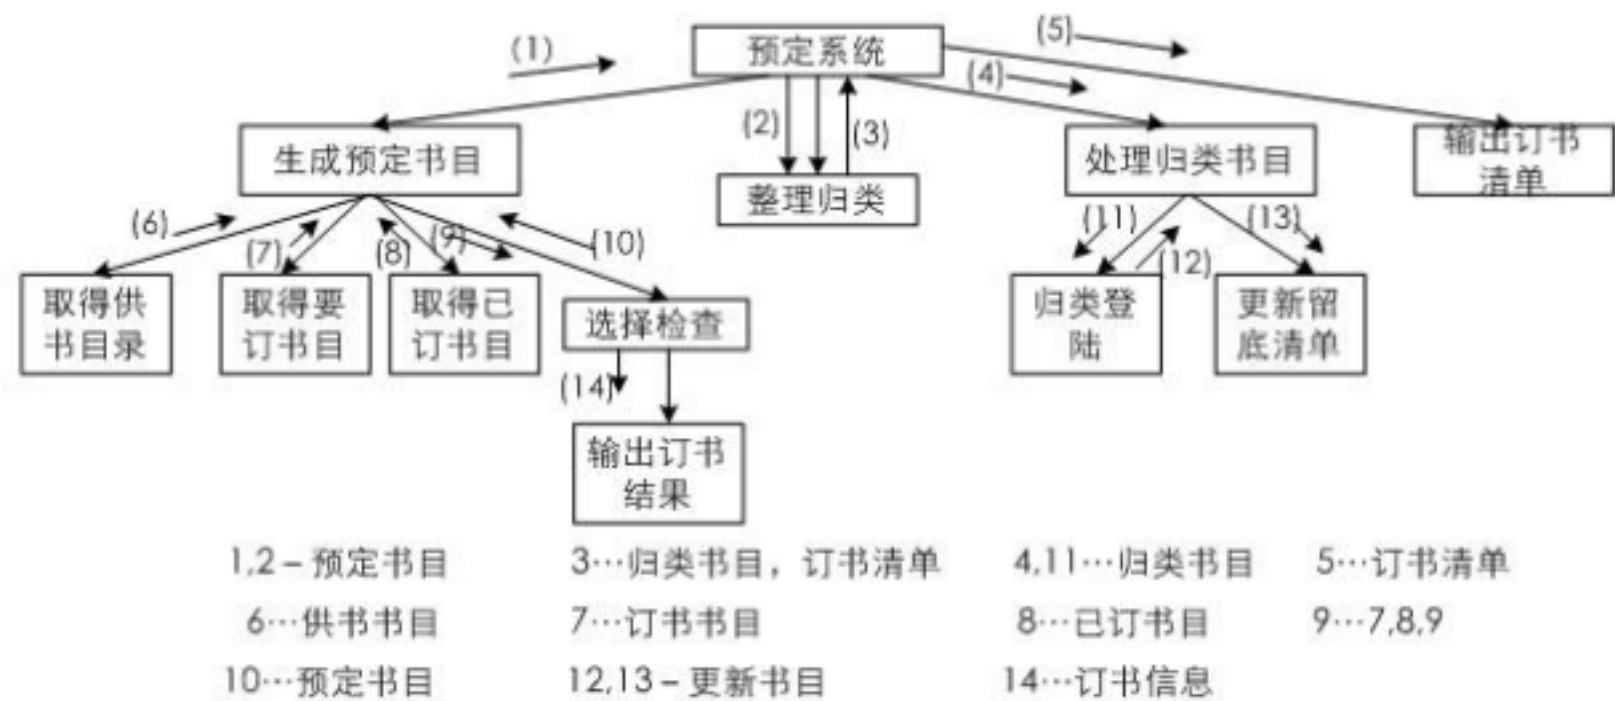 (5)
(1)
预定系统
(4)
(2)
(3)
生成预定书目
处理归类书目
输出订书
清单
整理归类
(6)
(7)
(8)
(9)
(10)
(11)
(12)
(13)
取得供
书目录
取得要
订书目
取得已
订书目
选择检查
归类登
陆
更新留
底清单
(14)
输出订书
结果
1,2－预定书目
3…归类书目，订书清单
4,11…归类书目
5…订书清单
6…供书书目
7…订书书目
8…已订书目
9…7,8,9
10…预定书目
12,13－更新书目
14…订书信息